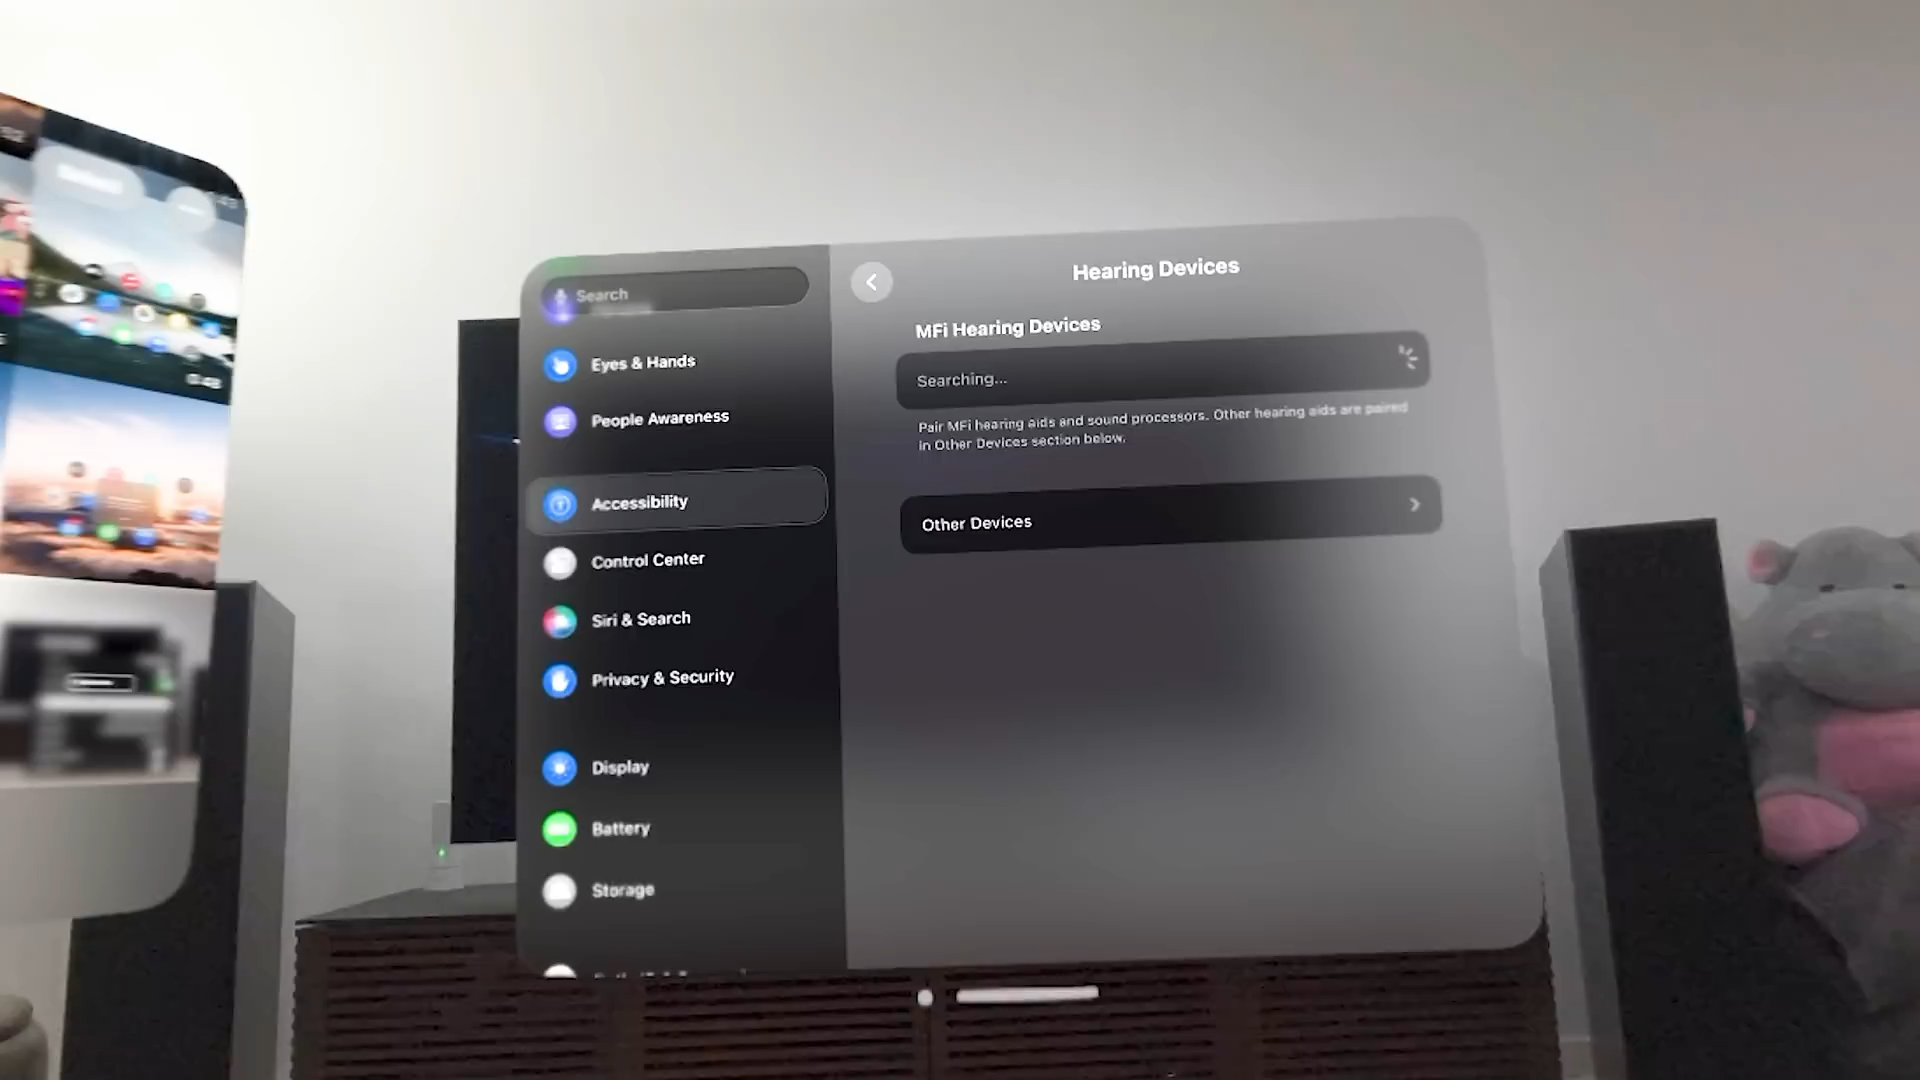 Search
Eyes & Hands
People Awareness
Accessibility
Control Center
Siri & Search
Privacy & Security
Display
Battery
Storage
Hearing Devices
MFi Hearing Devices
Searching...
Pair MFi hearing aids and sound processors. Other hearing aids are paired
in Other Devices section below.
Other Devices